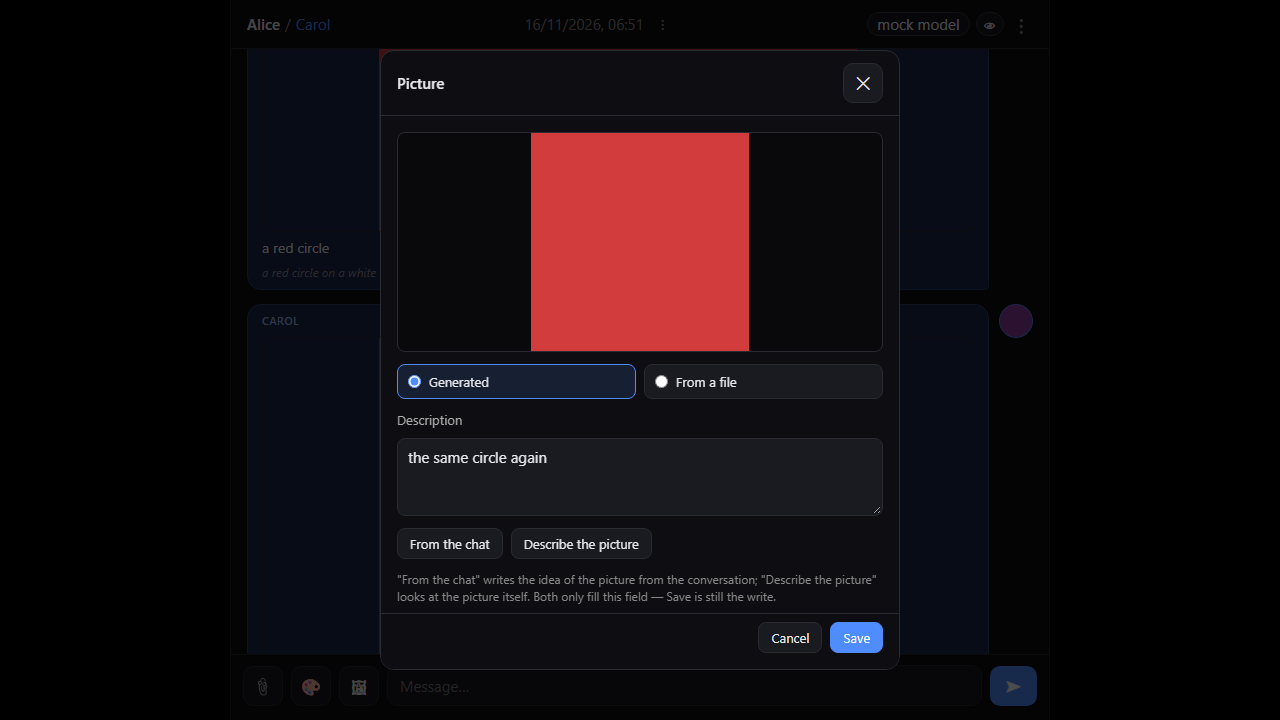 Alice / Carol
16/11/2026, 06:51
mock model
Picture
a red circle
a red circle on a white
CAROL
Generated
From a file
Description
the same circle again
From the chat
Describe the picture
"From the chat" writes the idea of the picture from the conversation; "Describe the picture"
looks at the picture itself. Both only fill this field — Save is still the write.
Cancel
Save
Message...